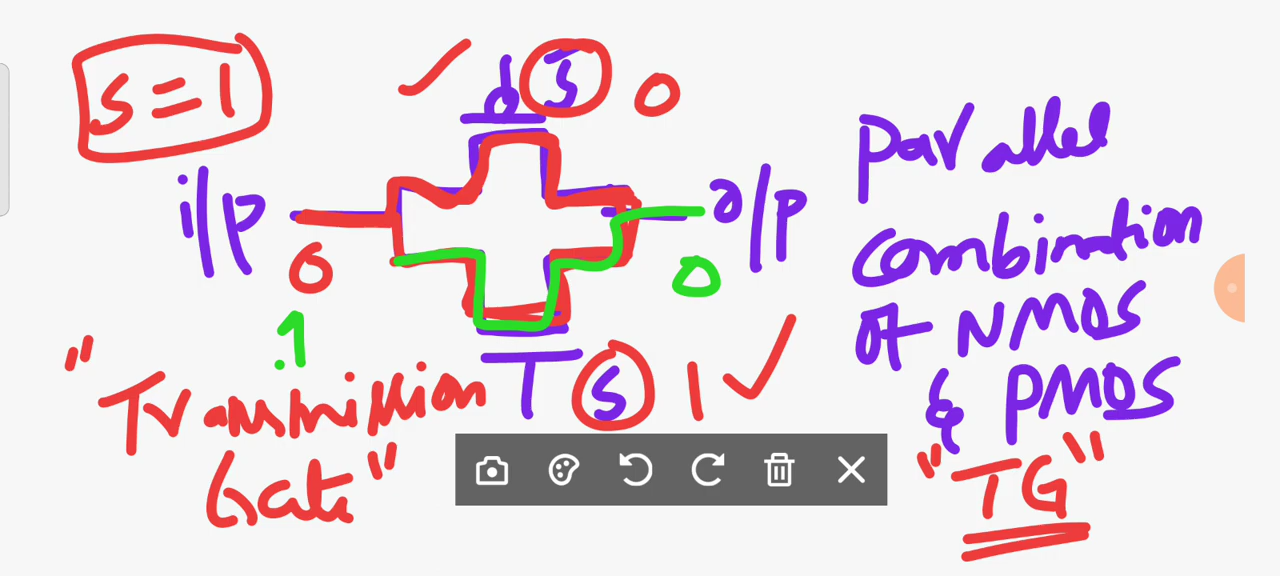 S = 1
S̅ 0
i/p
o/p
0
0
1
S 1
"Transmission
Gate"
Parallel
Combination
of NMOS
& PMOS
"TG"